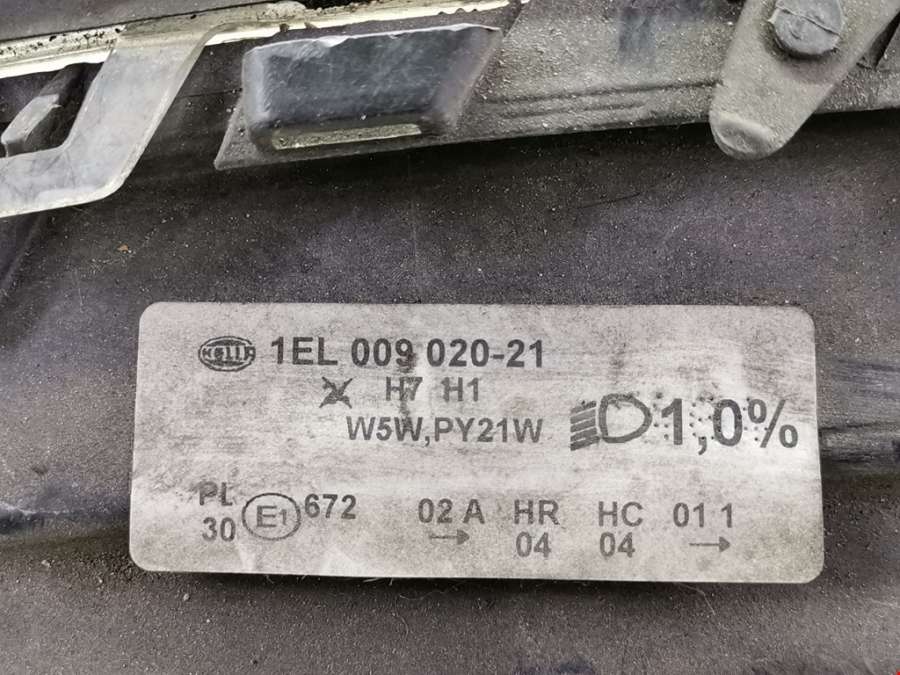 HELLA 1EL 009 020-21
H7 H1
W5W,PY21W
1,0%
PL
30 E1 672
02 A HR HC 01 1
04 04